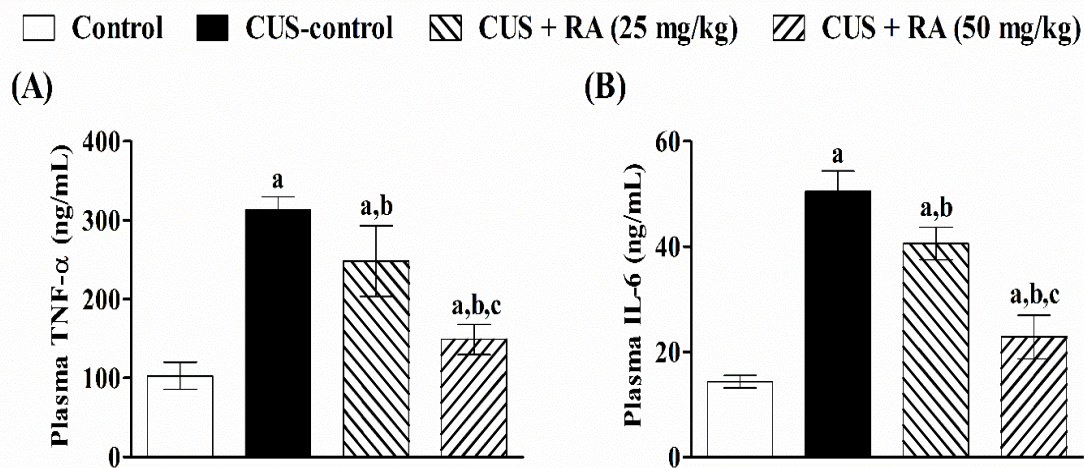 Control CUS-control CUS + RA (25 mg/kg) CUS + RA (50 mg/kg)
(A)
Plasma TNF-α (ng/mL)
400
300
200
100
0
a
a,b
a,b,c
(B)
Plasma IL-6 (ng/mL)
60
40
20
0
a
a,b
a,b,c